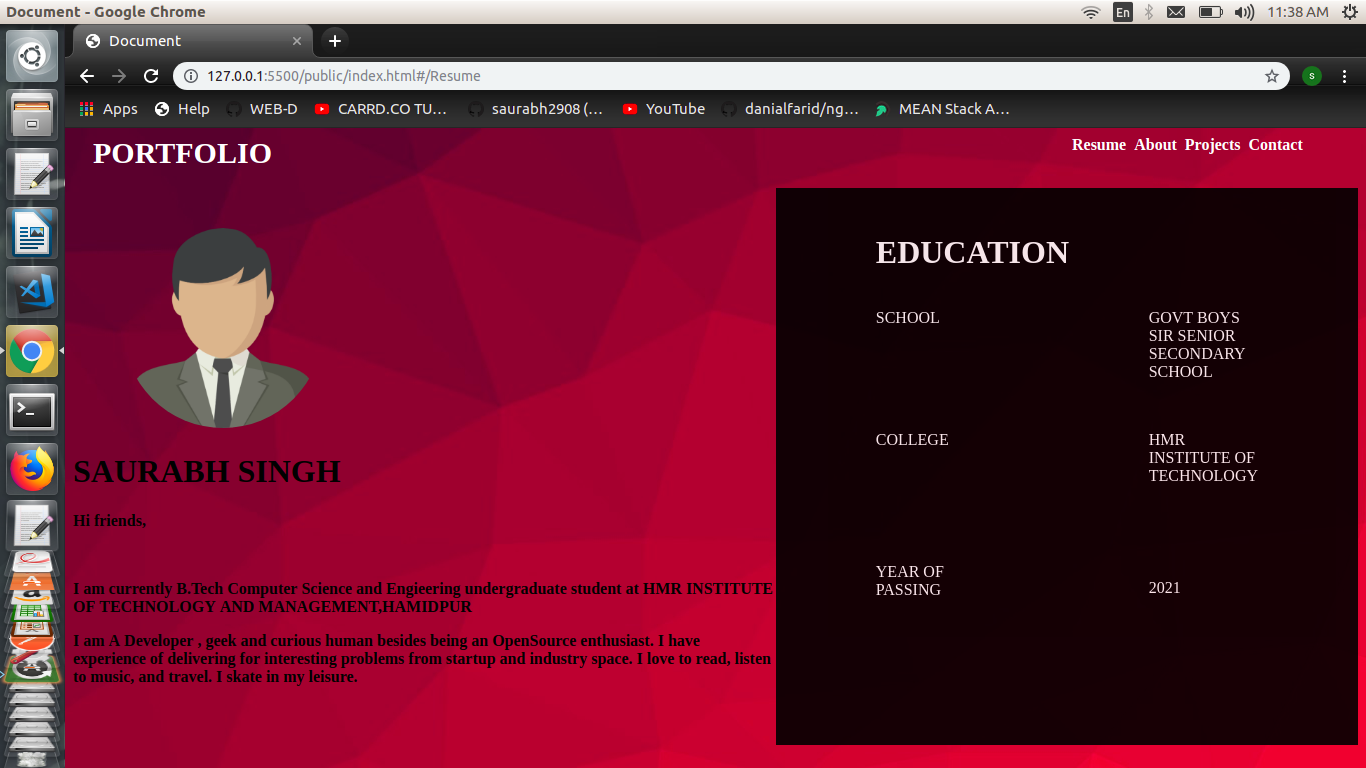 Document - Google Chrome
En
11:38 AM
Document
127.0.0.1:5500/public/index.html#/Resume
s
Apps
Help
WEB-D
CARRD.CO TU...
saurabh2908 (...
YouTube
danialfarid/ng...
MEAN Stack A...
PORTFOLIO
Resume About Projects Contact
SAURABH SINGH
Hi friends,
I am currently B.Tech Computer Science and Engieering undergraduate student at HMR INSTITUTE
OF TECHNOLOGY AND MANAGEMENT,HAMIDPUR
I am A Developer , geek and curious human besides being an OpenSource enthusiast. I have
experience of delivering for interesting problems from startup and industry space. I love to read, listen
to music, and travel. I skate in my leisure.
EDUCATION
SCHOOL
GOVT BOYS
SIR SENIOR
SECONDARY
SCHOOL
COLLEGE
HMR
INSTITUTE OF
TECHNOLOGY
YEAR OF
PASSING
2021